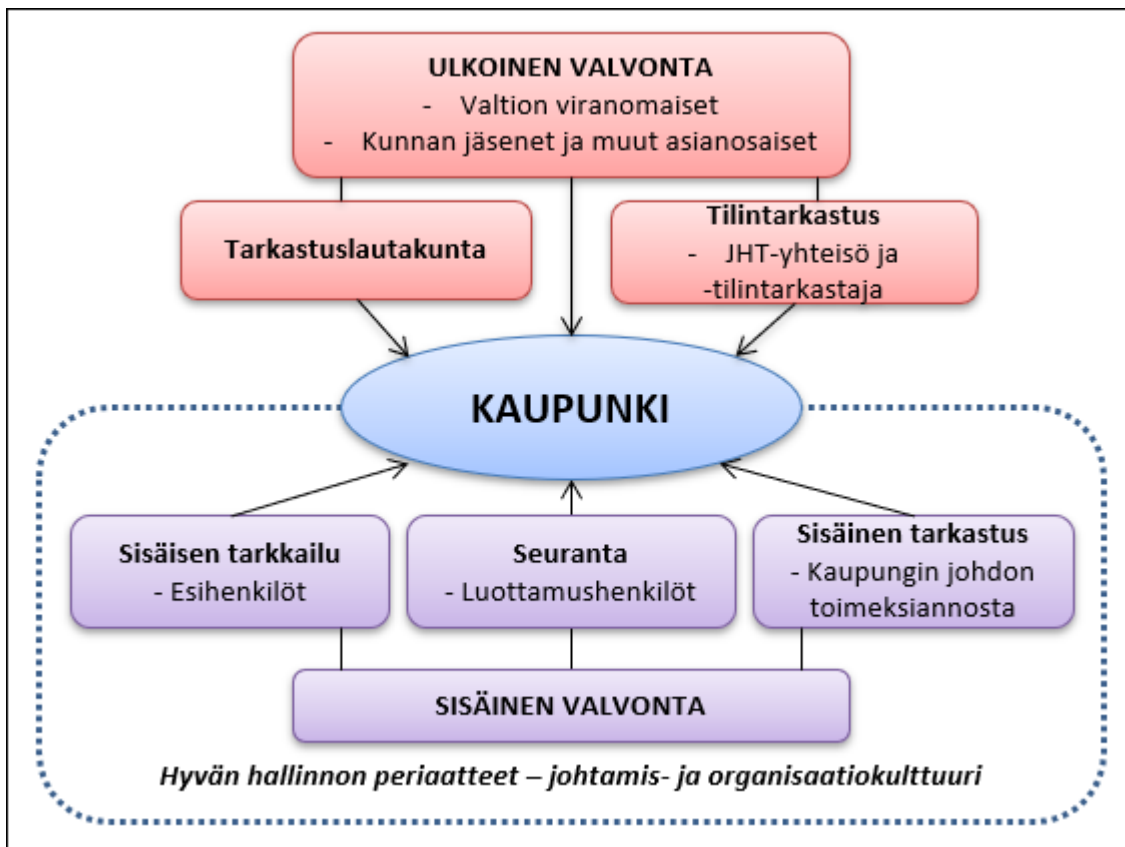 ULKOINEN VALVONTA
- Valtion viranomaiset
- Kunnan jäsenet ja muut asianosaiset
Tarkastuslautakunta
Tilintarkastus
- JHT-yhteisö ja
-tilintarkastaja
KAUPUNKI
Sisäisen tarkkailu
- Esihenkilöt
Seuranta
- Luottamushenkilöt
Sisäinen tarkastus
- Kaupungin johdon
toimeksiannosta
SISÄINEN VALVONTA
Hyvän hallinnon periaatteet – johtamis- ja organisaatiokulttuuri